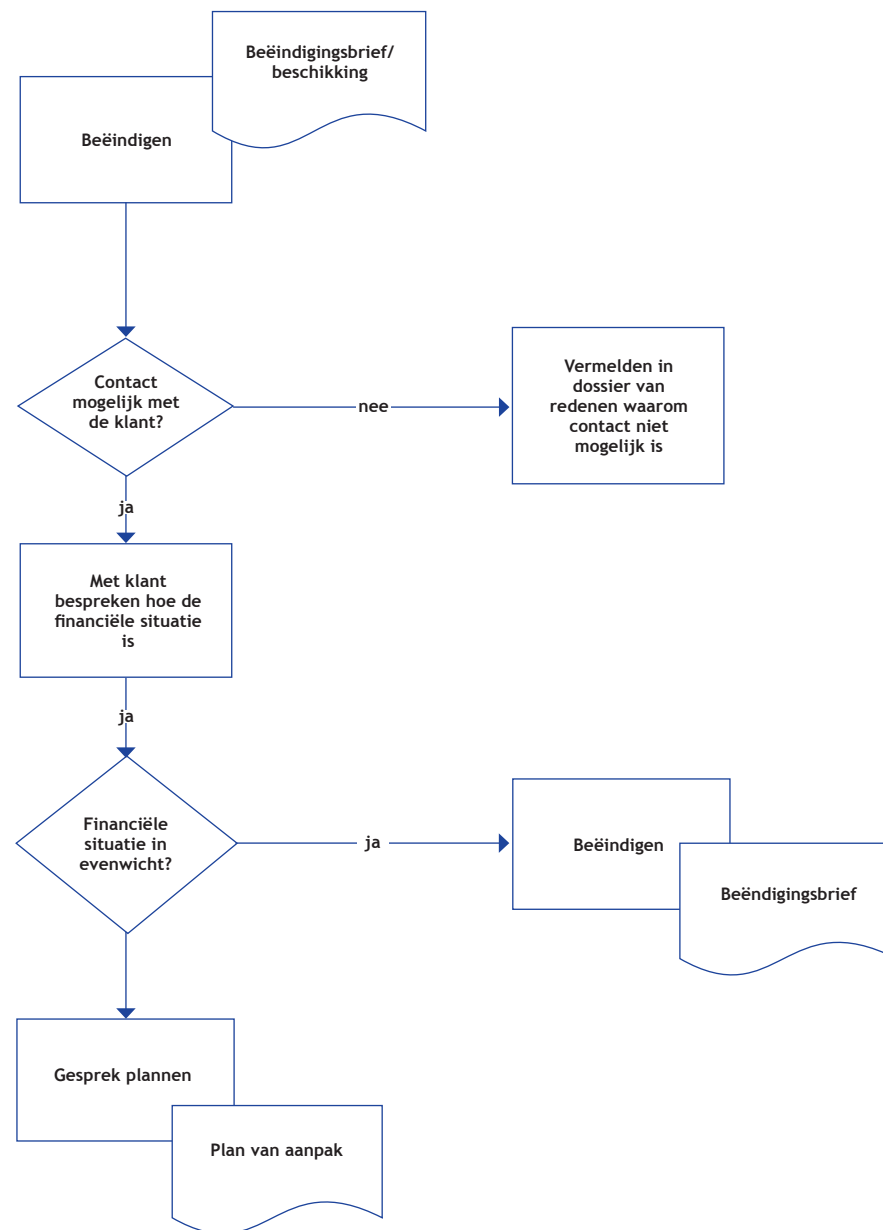 Beëindigingsbrief/
beschikking
Beëindigen
Contact
mogelijk met
de klant?
nee
Vermelden in
dossier van
redenen waarom
contact niet
mogelijk is
ja
Met klant
bespreken hoe de
financiële situatie
is
ja
Financiële
situatie in
evenwicht?
ja
Beëindigen
Beëndigingsbrief
Gesprek plannen
Plan van aanpak